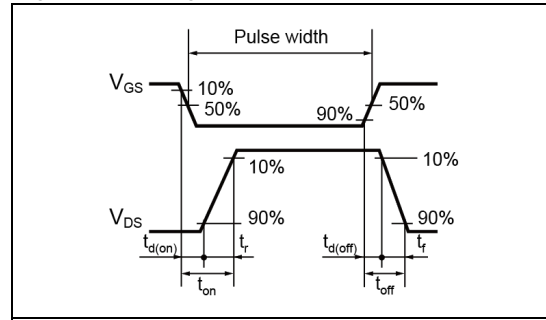 Pulse width
VGS
10%
50%
90%
50%
10%
10%
VDS
90%
90%
td(on)
tr
td(off)
tf
ton
toff